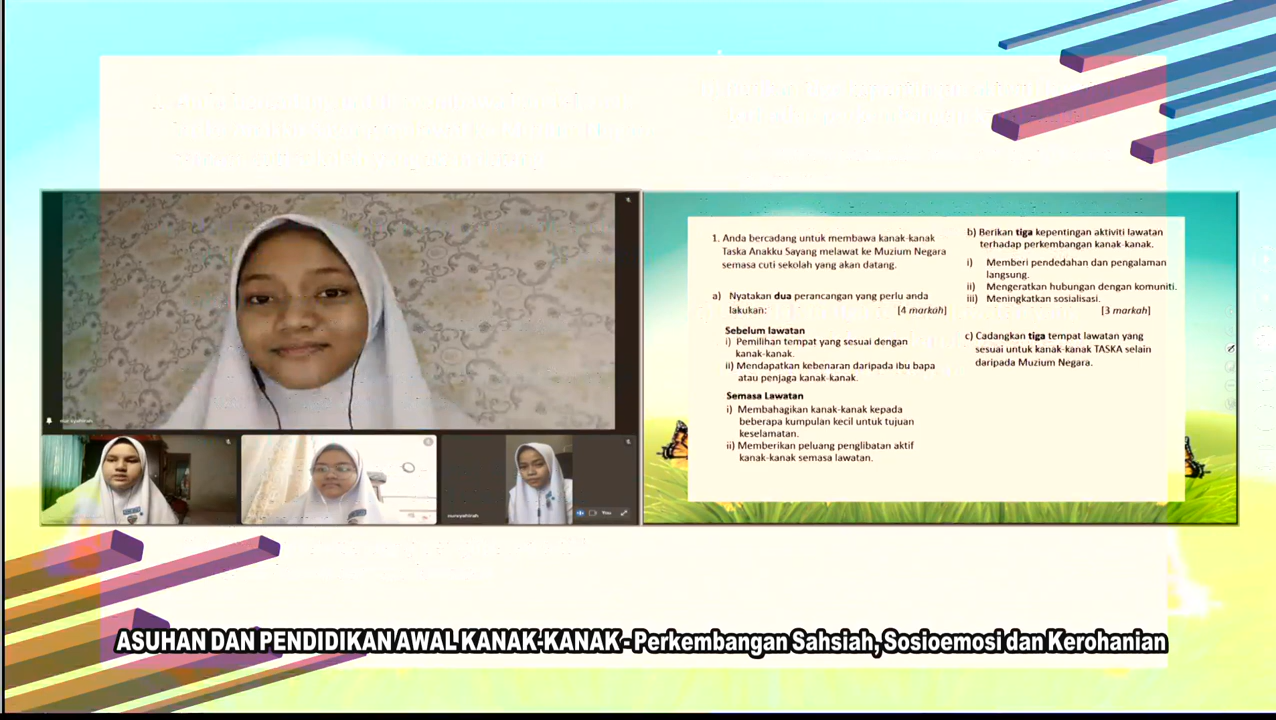 1. Anda bercadang untuk membawa kanak-kanak
Taska Anakku Sayang melawat ke Muzium Negara
semasa cuti sekolah yang akan datang.
a) Nyatakan dua perancangan yang perlu anda
lakukan: [4 markah]
Sebelum lawatan
i) Pemilihan tempat yang sesuai dengan
kanak-kanak.
ii) Mendapatkan kebenaran daripada ibu bapa
atau penjaga kanak-kanak.
Semasa Lawatan
i) Membahagikan kanak-kanak kepada
beberapa kumpulan kecil untuk tujuan
keselamatan.
ii) Memberikan peluang penglibatan aktif
kanak-kanak semasa lawatan.
b) Berikan tiga kepentingan aktiviti lawatan
terhadap perkembangan kanak-kanak.
i) Memberi pendedahan dan pengalaman
langsung.
ii) Mengeratkan hubungan dengan komuniti.
iii) Meningkatkan sosialisasi.
[3 markah]
c) Cadangkan tiga tempat lawatan yang
sesuai untuk kanak-kanak TASKA selain
daripada Muzium Negara.
You
ASUHAN DAN PENDIDIKAN AWAL KANAK-KANAK - Perkembangan Sahsiah, Sosioemosi dan Kerohanian